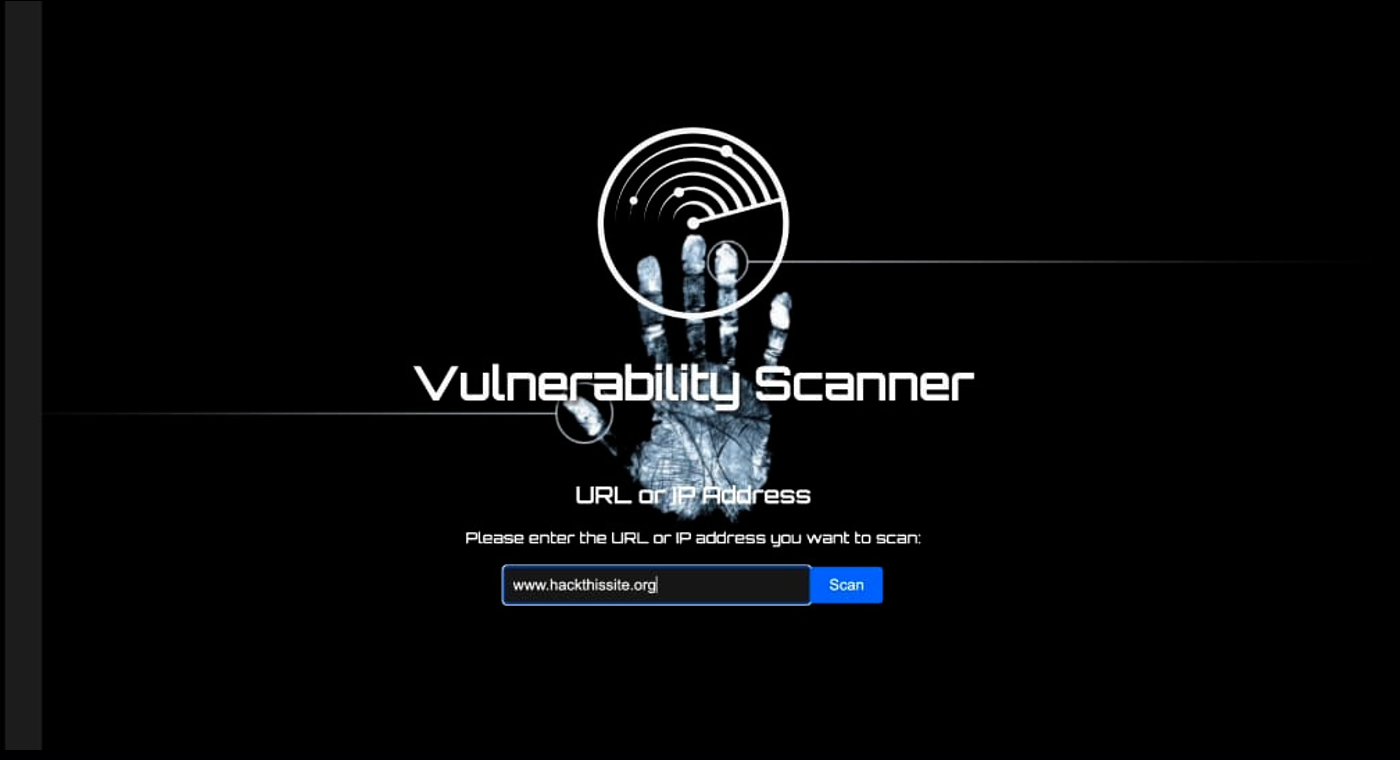 Vulnerability Scanner
URL or IP Address
Please enter the URL or IP address you want to scan:
www.hackthissite.org
Scan